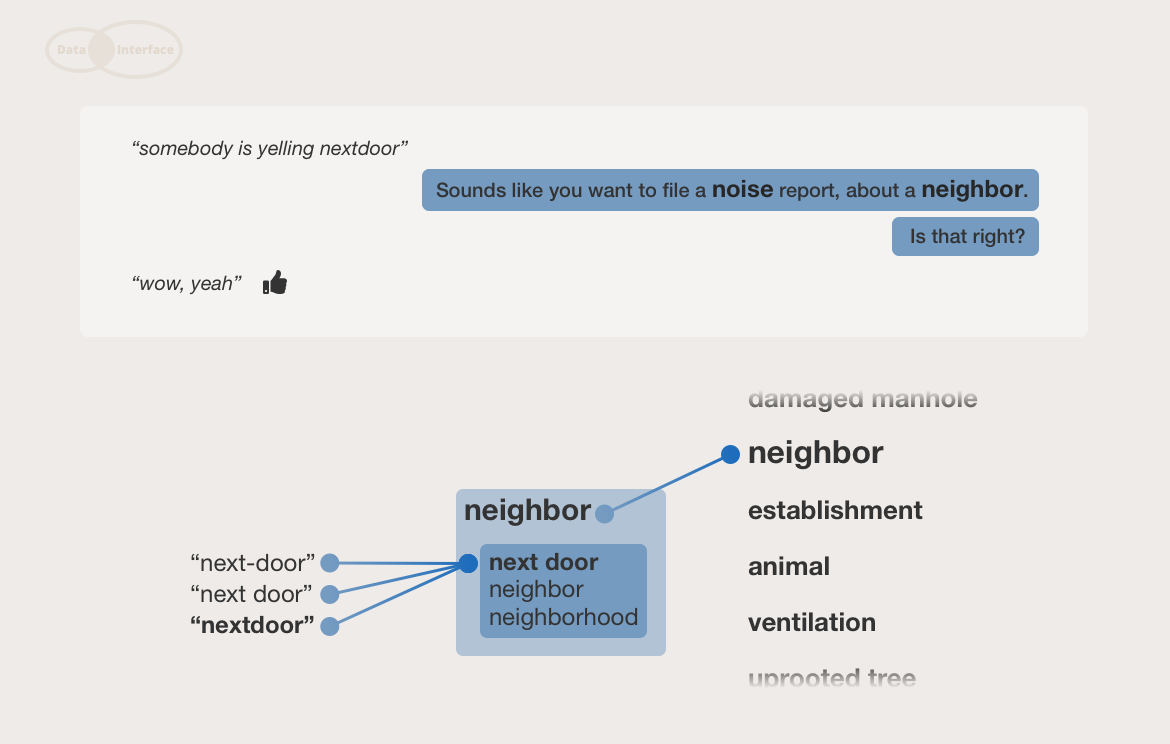 Data Interface
“somebody is yelling nextdoor”
Sounds like you want to file a noise report, about a neighbor.
Is that right?
“wow, yeah”
damaged manhole
neighbor
establishment
animal
ventilation
uprooted tree
neighbor
next door
neighbor
neighborhood
“next-door”
“next door”
“nextdoor”